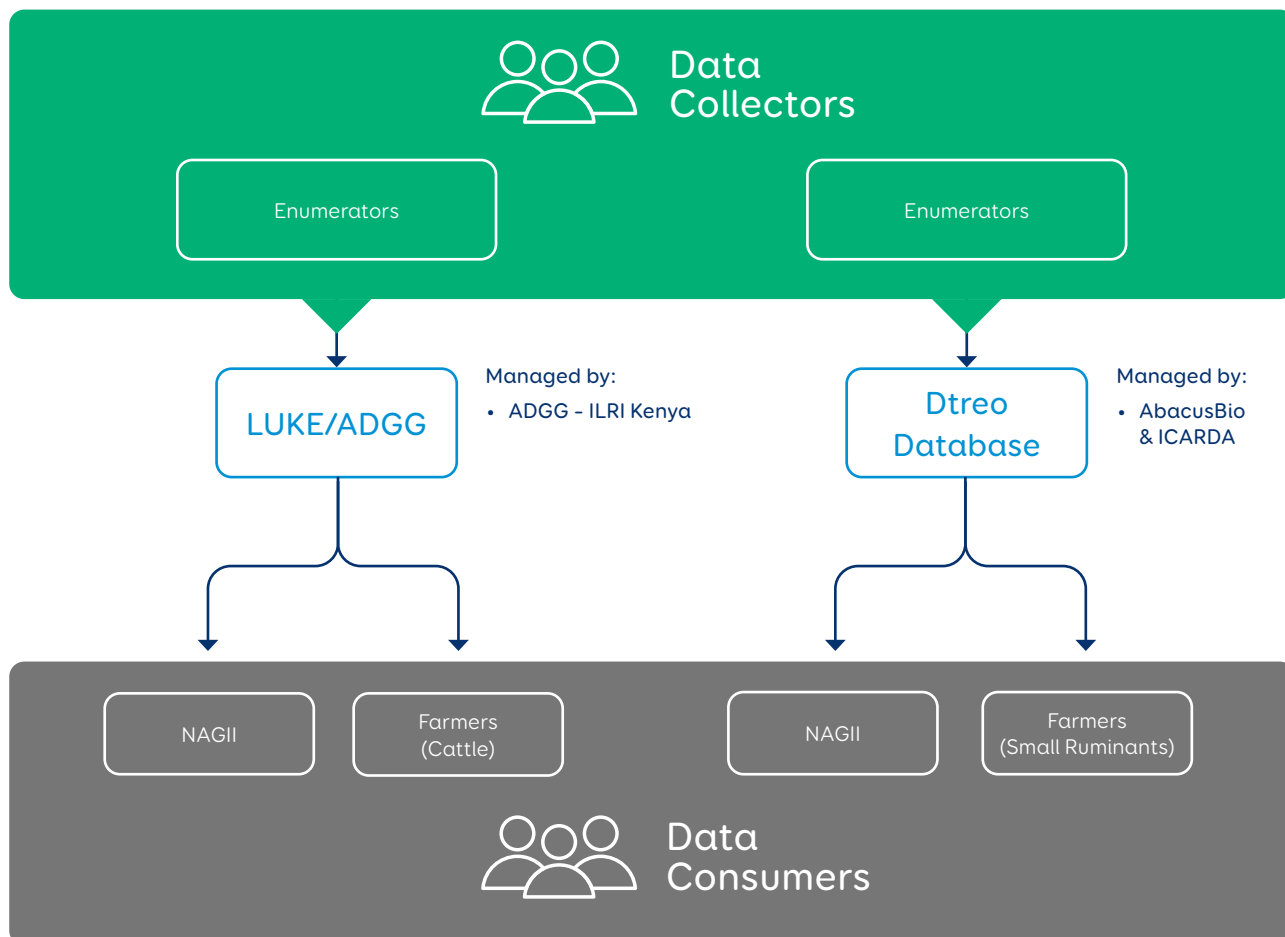 Data
Collectors
Enumerators
Enumerators
LUKE/ADGG
Managed by:
• ADGG – ILRI Kenya
Dtreo
Database
Managed by:
• AbacusBio
& ICARDA
NAGII
Farmers
(Cattle)
NAGII
Farmers
(Small Ruminants)
Data
Consumers